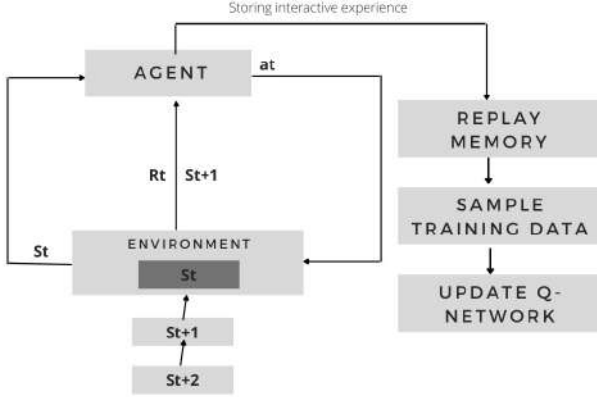 Storing interactive experience
AGENT
at
REPLAY
MEMORY
Rt
St+1
SAMPLE
TRAINING DATA
St
ENVIRONMENT
St
UPDATE Q-
NETWORK
St+1
St+2